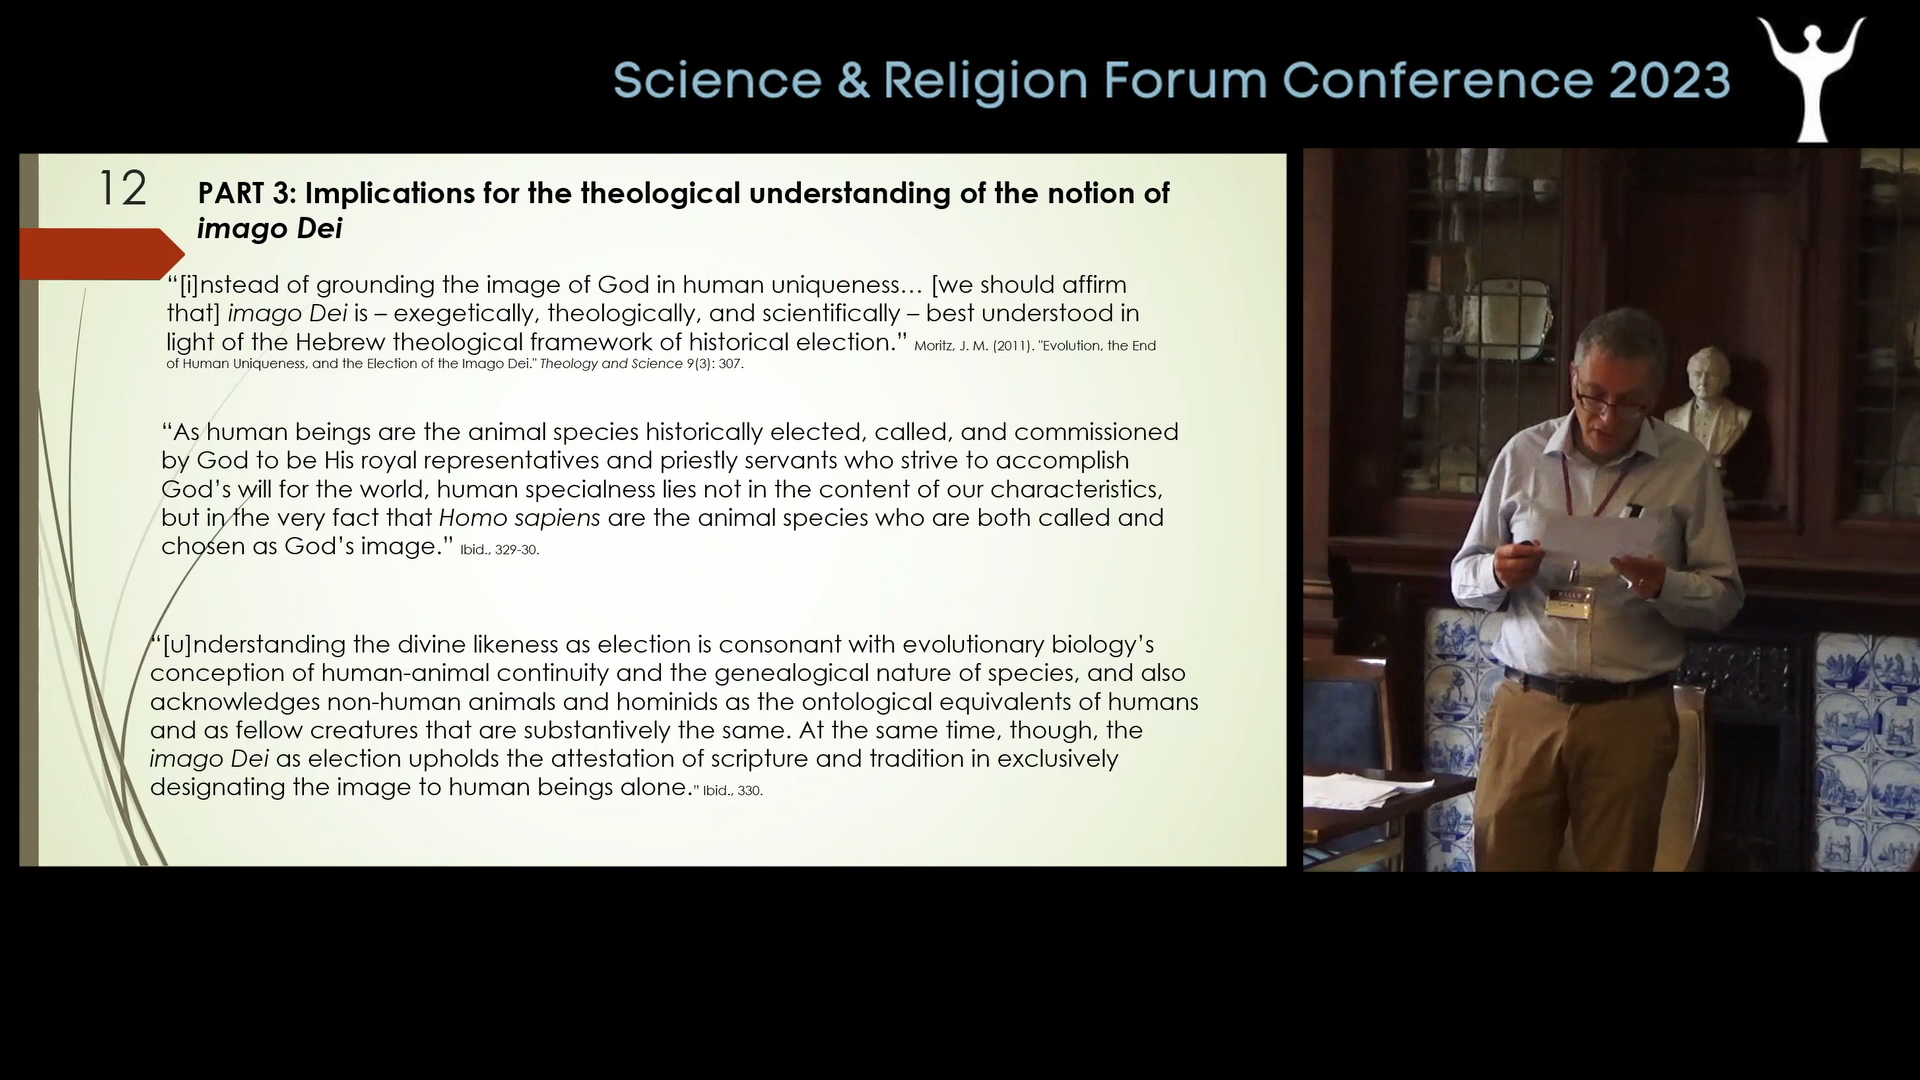 Science & Religion Forum Conference 2023
12
PART 3: Implications for the theological understanding of the notion of
imago Dei
“[i]nstead of grounding the image of God in human uniqueness… [we should affirm
that] imago Dei is – exegetically, theologically, and scientifically – best understood in
light of the Hebrew theological framework of historical election.” Moritz, J. M. (2011). "Evolution, the End
of Human Uniqueness, and the Election of the Imago Dei." Theology and Science 9(3): 307.
“As human beings are the animal species historically elected, called, and commissioned
by God to be His royal representatives and priestly servants who strive to accomplish
God’s will for the world, human specialness lies not in the content of our characteristics,
but in the very fact that Homo sapiens are the animal species who are both called and
chosen as God’s image.” Ibid., 329-30.
“[u]nderstanding the divine likeness as election is consonant with evolutionary biology’s
conception of human-animal continuity and the genealogical nature of species, and also
acknowledges non-human animals and hominids as the ontological equivalents of humans
and as fellow creatures that are substantively the same. At the same time, though, the
imago Dei as election upholds the attestation of scripture and tradition in exclusively
designating the image to human beings alone.” Ibid., 330.